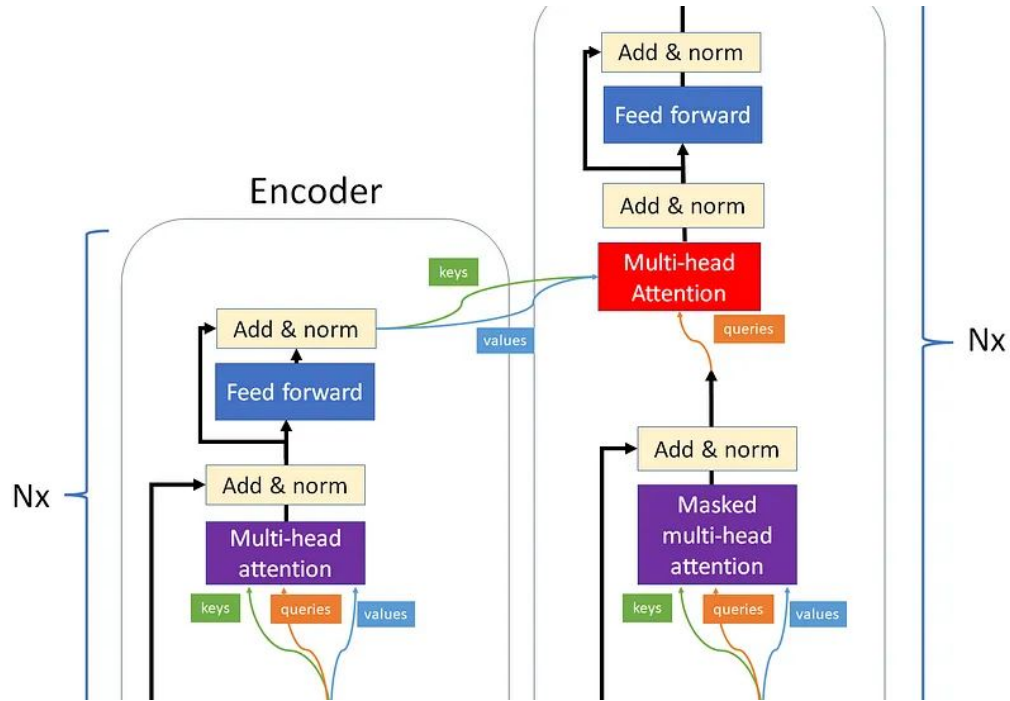 Encoder
Nx
Add & norm
Feed forward
Add & norm
Multi-head
attention
keys
queries
values
keys
values
Add & norm
Feed forward
Add & norm
Multi-head
Attention
queries
Add & norm
Masked
multi-head
attention
keys
queries
values
Nx